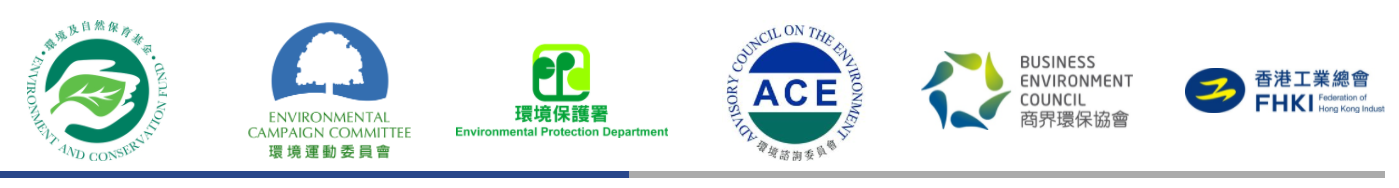 環境及自然保育基金
ENVIRONMENT AND CONSERVATION FUND
ENVIRONMENTAL
CAMPAIGN COMMITTEE
環境運動委員會
環境保護署
Environmental Protection Department
ADVISORY COUNCIL ON THE ENVIRONMENT
ACE
環境諮詢委員會
BUSINESS
ENVIRONMENT
COUNCIL
商界環保協會
香港工業總會
FHKI
Federation of
Hong Kong Indust